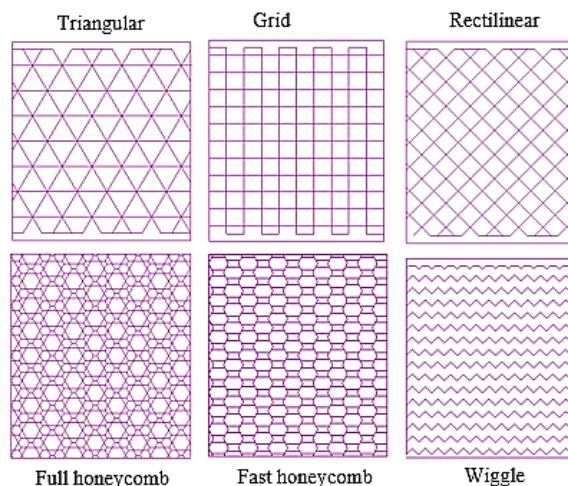 Triangular
Grid
Rectilinear
Full honeycomb
Fast honeycomb
Wiggle